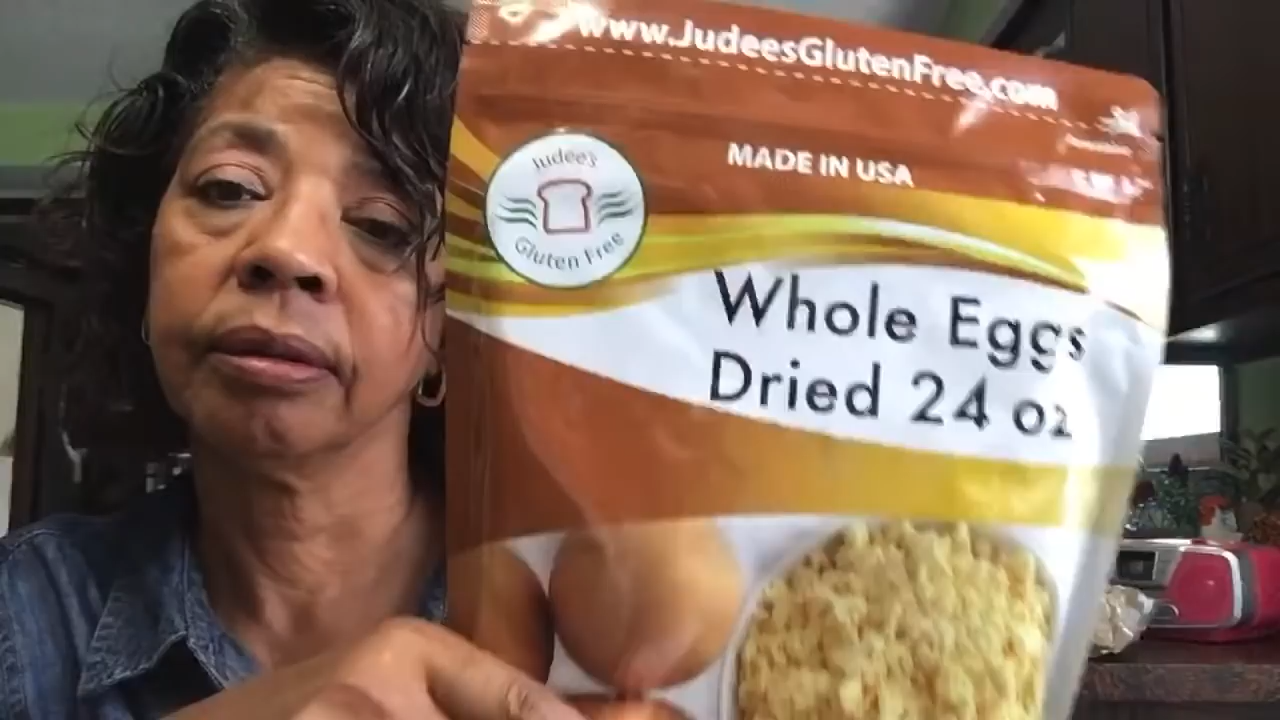 www.JudeesGlutenFree.com
MADE IN USA
Judee's
Gluten Free
Whole Eggs
Dried 24 oz